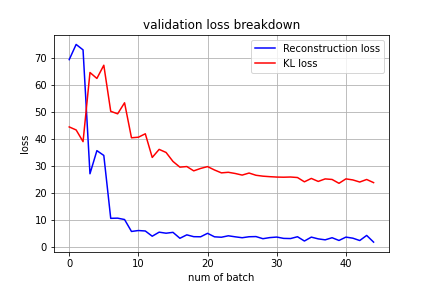 validation loss breakdown
Reconstruction loss
KL loss
loss
70
60
50
40
30
20
10
0
0
10
20
30
40
num of batch